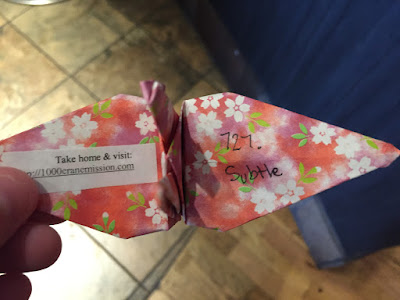 Take home & visit:
http://1000cranemission.com
727.
Subtle